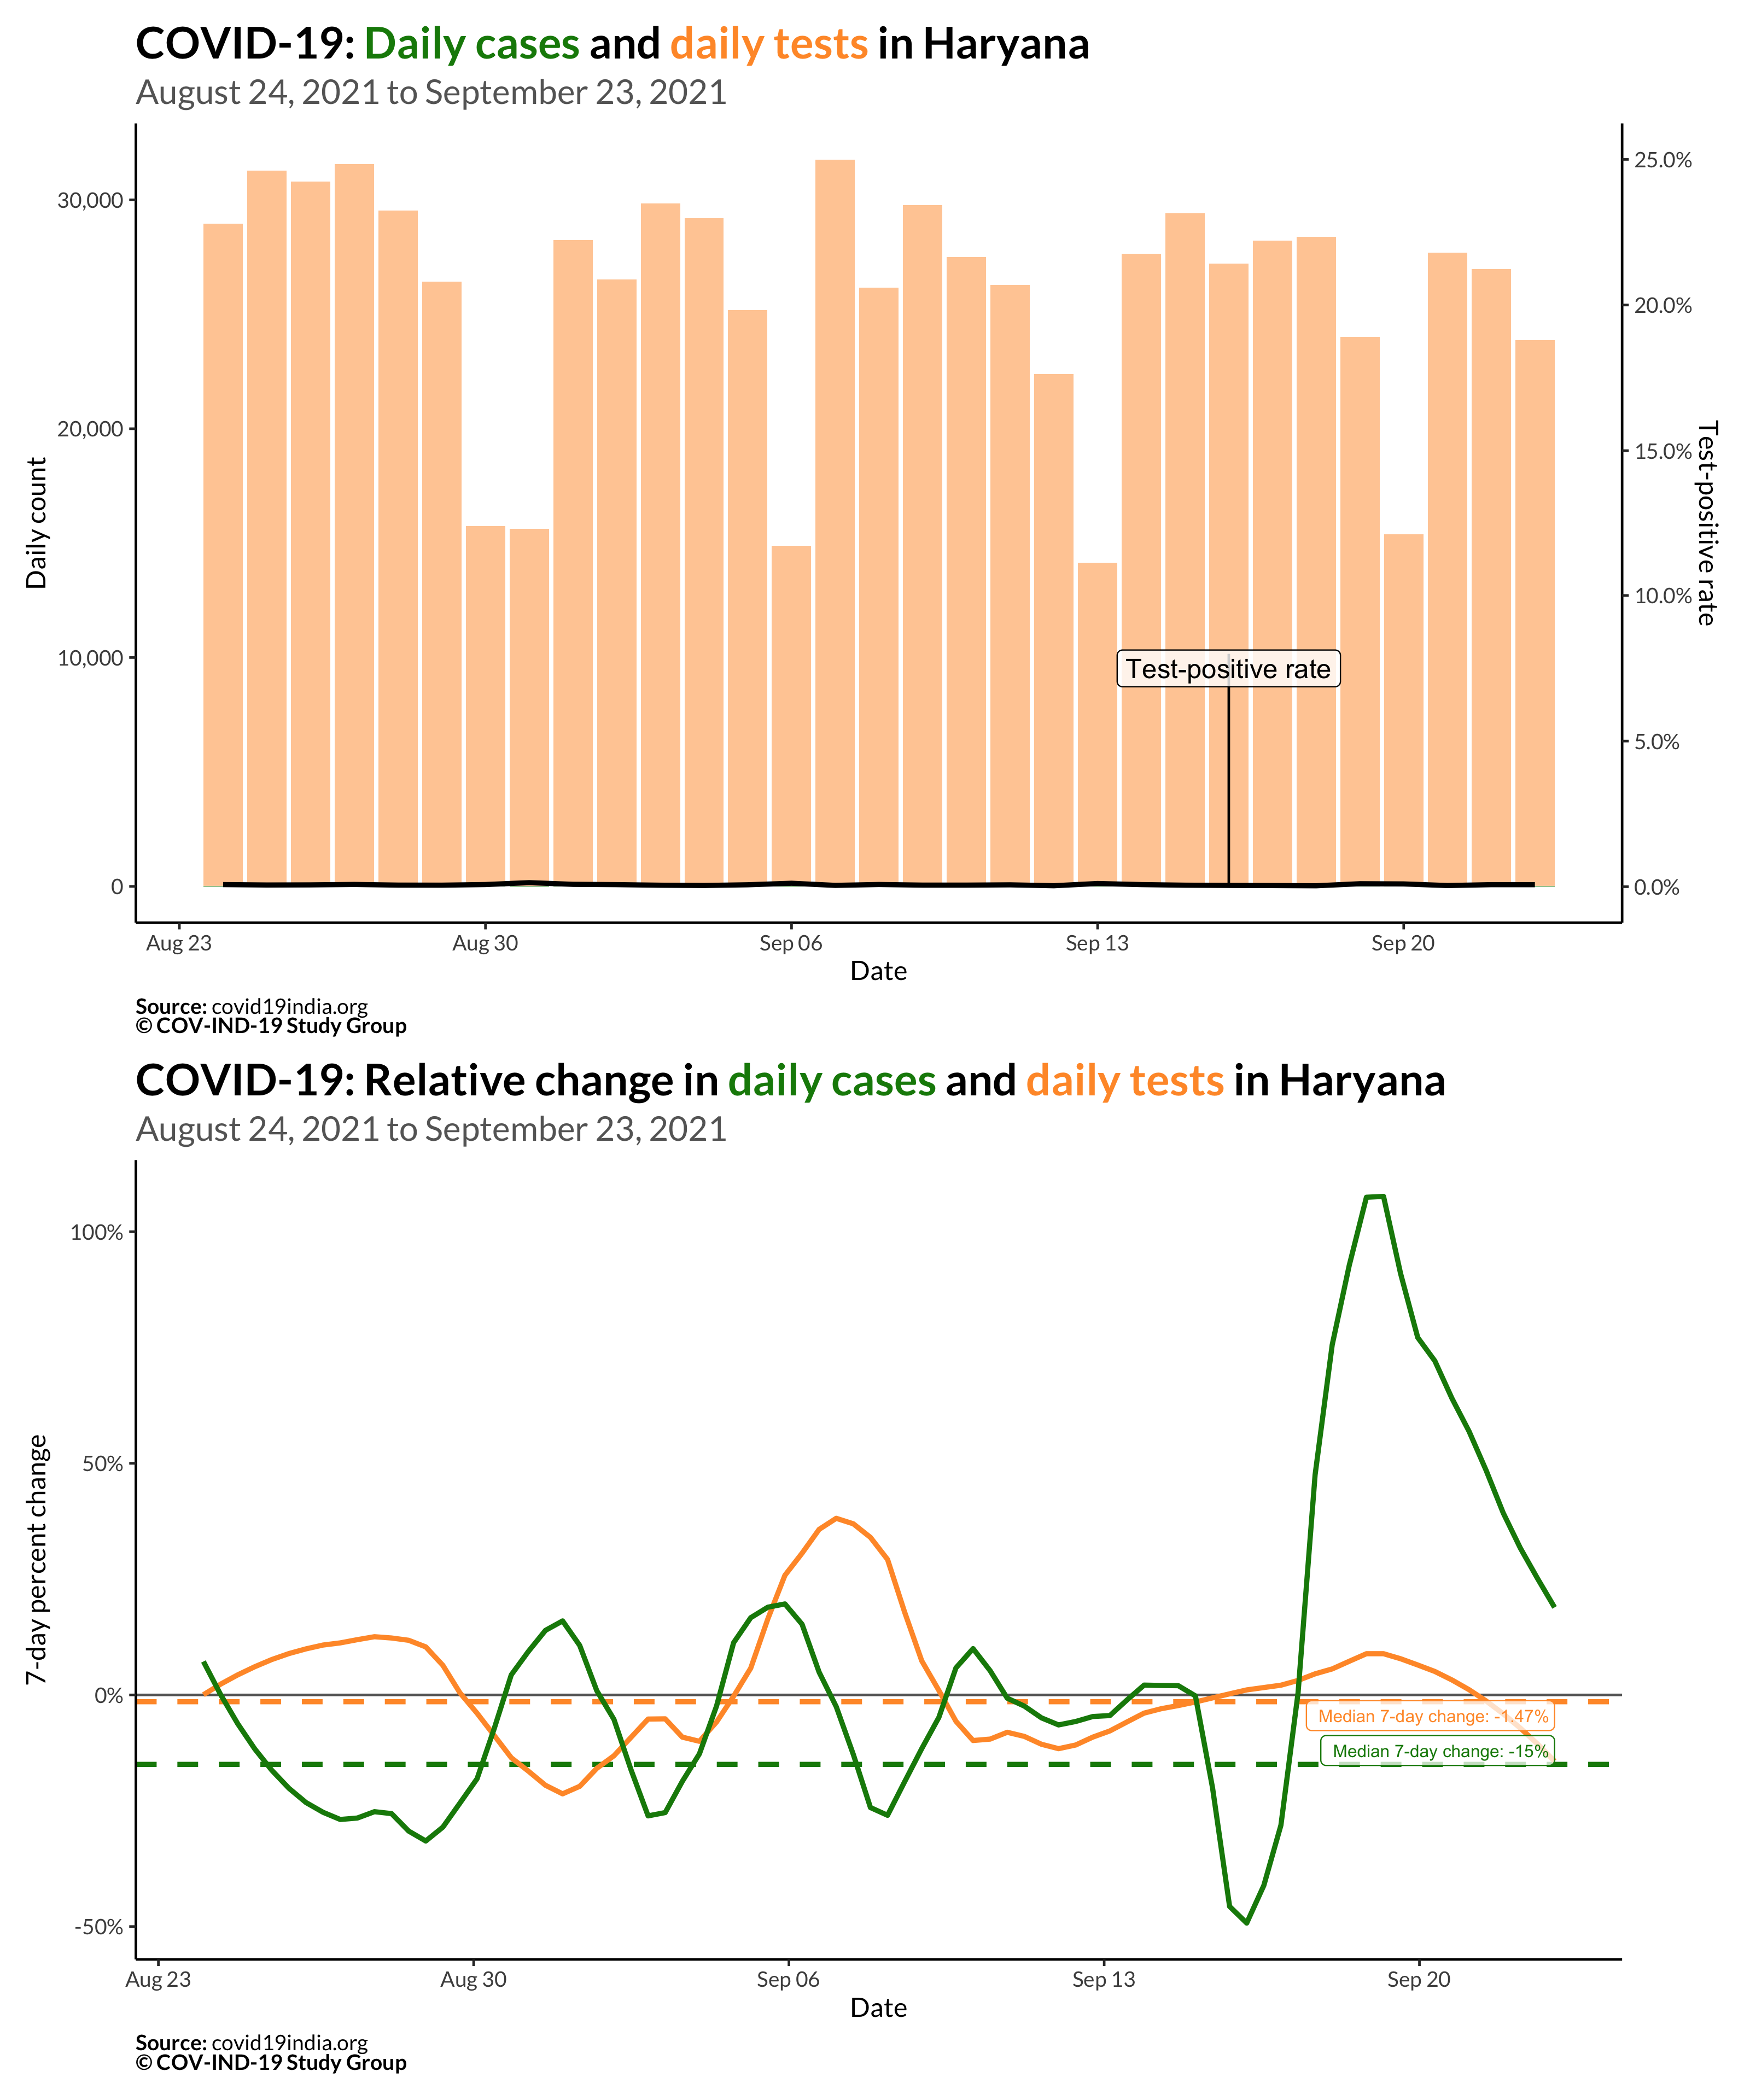 COVID-19: Daily cases and daily tests in Haryana
August 24, 2021 to September 23, 2021
30,000
20,000
10,000
0
Daily count
25.0%
20.0%
15.0%
10.0%
5.0%
0.0%
Test-positive rate
Test-positive rate
Aug 23
Aug 30
Sep 06
Sep 13
Sep 20
Date
Source: covid19india.org
© COV-IND-19 Study Group
COVID-19: Relative change in daily cases and daily tests in Haryana
August 24, 2021 to September 23, 2021
100%
50%
0%
-50%
7-day percent change
Median 7-day change: -1.47%
Median 7-day change: -15%
Aug 23
Aug 30
Sep 06
Sep 13
Sep 20
Date
Source: covid19india.org
© COV-IND-19 Study Group